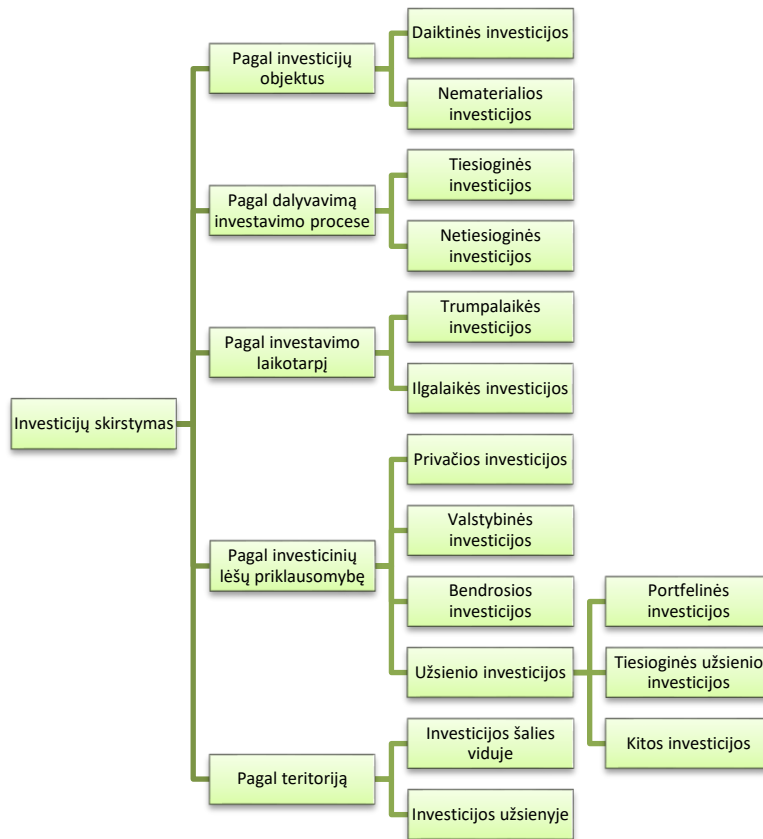 Investicijų skirstymas
Pagal investicijų
objektus
Daiktinės investicijos
Nematerialios
investicijos
Pagal dalyvavimą
investavimo procese
Tiesioginės
investicijos
Netiesioginės
investicijos
Pagal investavimo
laikotarpį
Trumpalaikės
investicijos
Ilgalaikės investicijos
Pagal investicinių
lėšų priklausomybę
Privačios investicijos
Valstybinės
investicijos
Bendrosios
investicijos
Užsienio investicijos
Portfelinės
investicijos
Tiesioginės užsienio
investicijos
Kitos investicijos
Pagal teritoriją
Investicijos šalies
viduje
Investicijos užsienyje